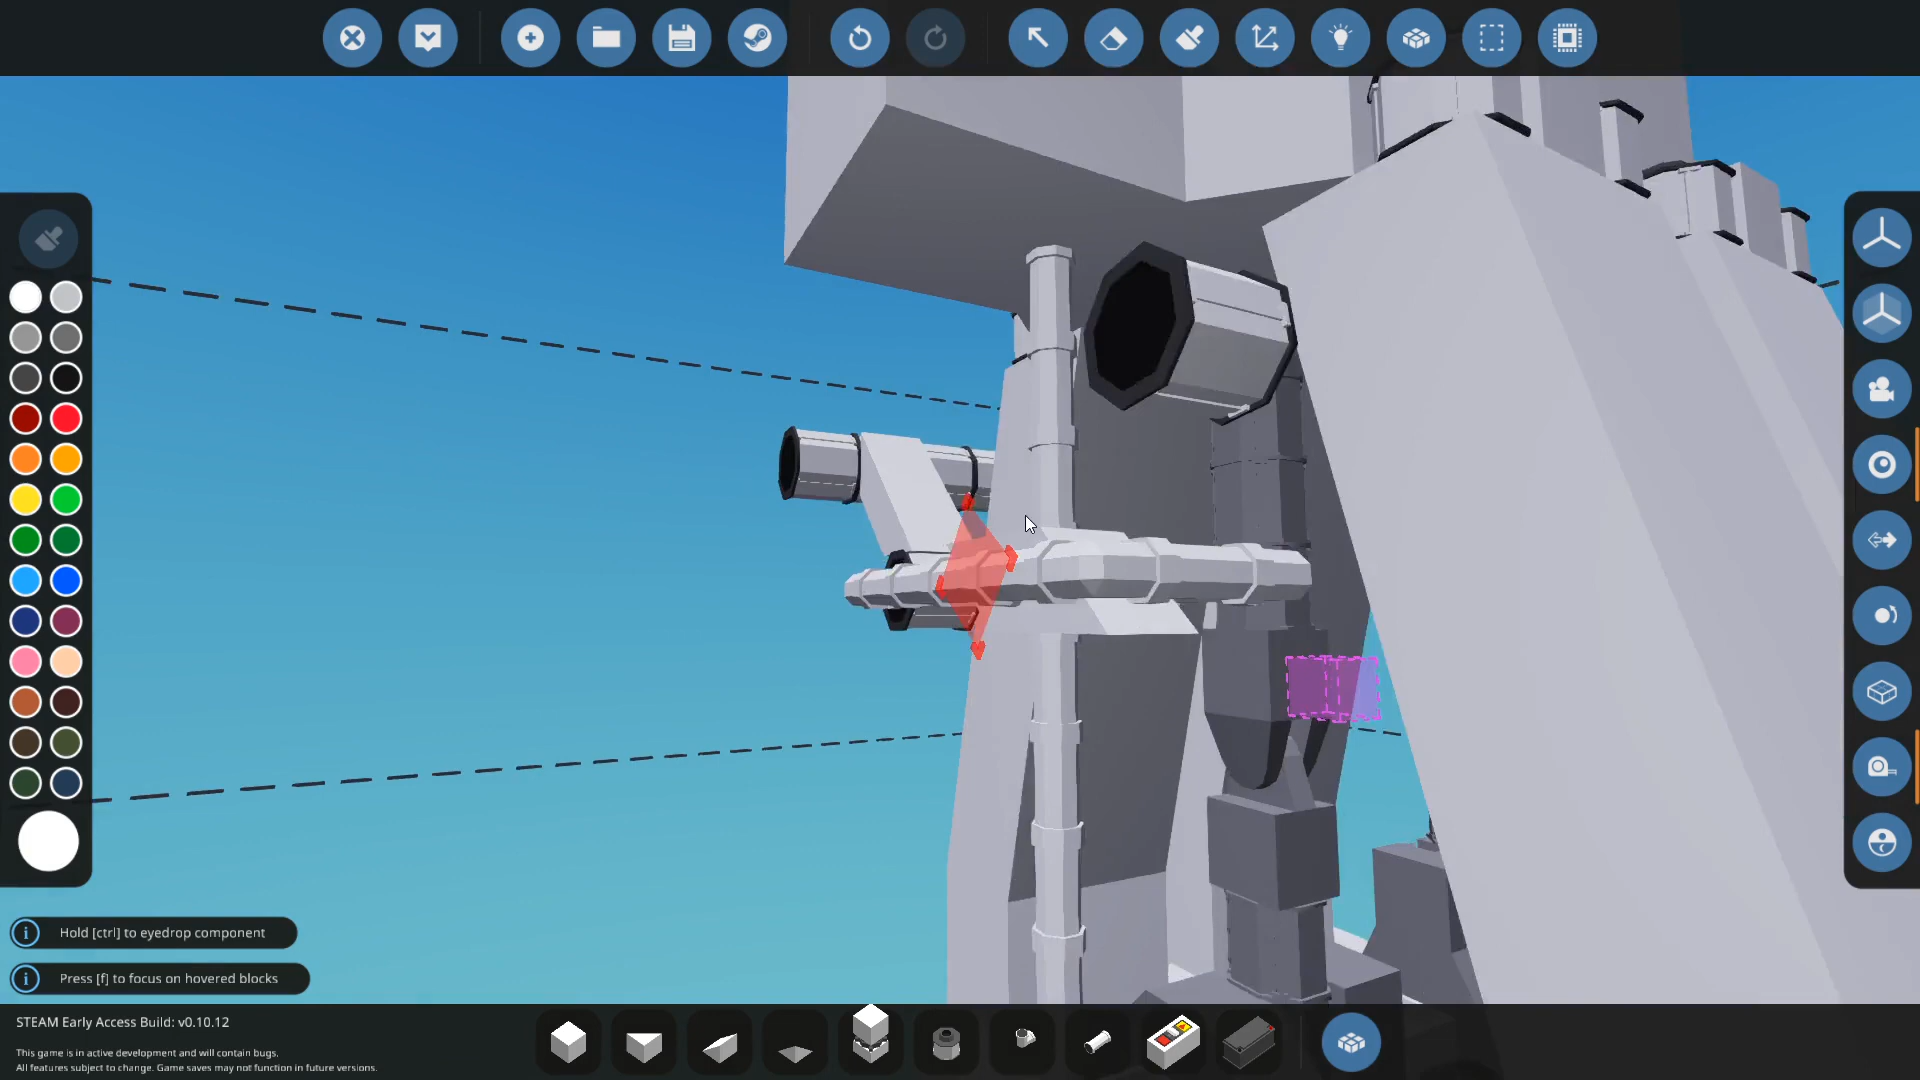 Hold [ctrl] to eyedrop component
Press [f] to focus on hovered blocks
STEAM Early Access Build: v0.10.12
This game is in active development and will contain bugs.
All features subject to change. Game saves may not function in future versions.